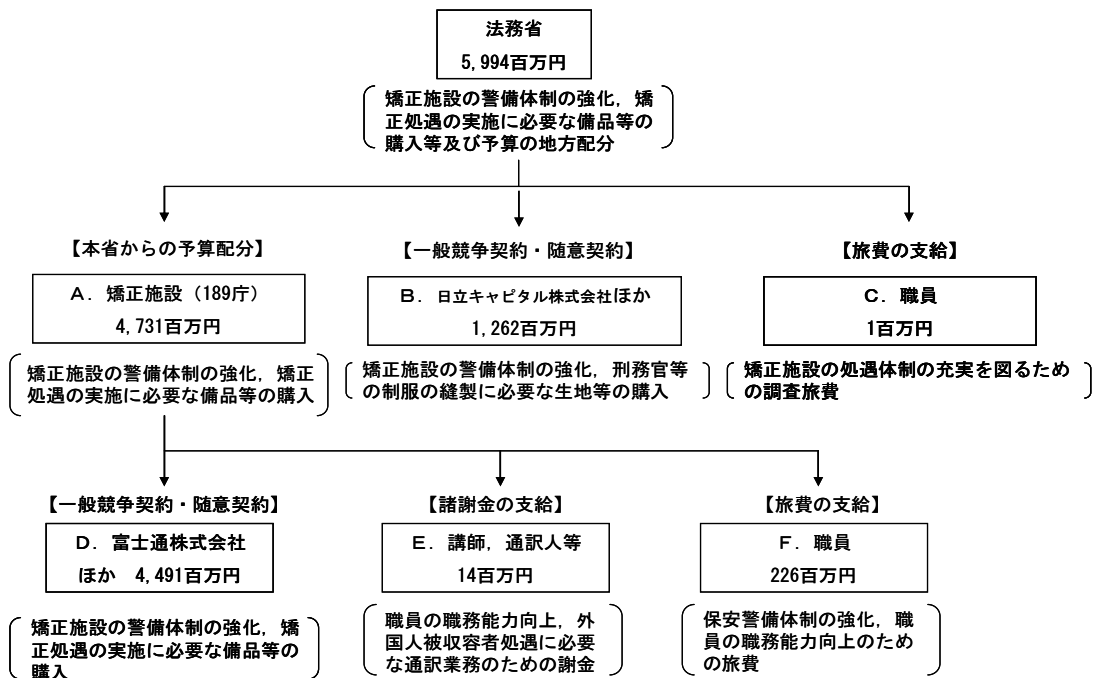 法務省
5,994百万円
矯正施設の警備体制の強化，矯
正処遇の実施に必要な備品等の
購入等及び予算の地方配分
【本省からの予算配分】
【一般競争契約・随意契約】
【旅費の支給】
Ａ．矯正施設（189庁）
4,731百万円
Ｂ．日立キャピタル株式会社ほか
1,262百万円
Ｃ．職員
1百万円
矯正施設の警備体制の強化，矯正
処遇の実施に必要な備品等の購入
矯正施設の警備体制の強化，刑務官等
の制服の縫製に必要な生地等の購入
矯正施設の処遇体制の充実を図るため
の調査旅費
【一般競争契約・随意契約】
【諸謝金の支給】
【旅費の支給】
Ｄ．富士通株式会社
ほか　4,491百万円
Ｅ．講師，通訳人等
14百万円
Ｆ．職員
226百万円
矯正施設の警備体制の強化，矯
正処遇の実施に必要な備品等の
購入
職員の職務能力向上，外
国人被収容者処遇に必要
な通訳業務のための謝金
保安警備体制の強化，職
員の職務能力向上のため
の旅費